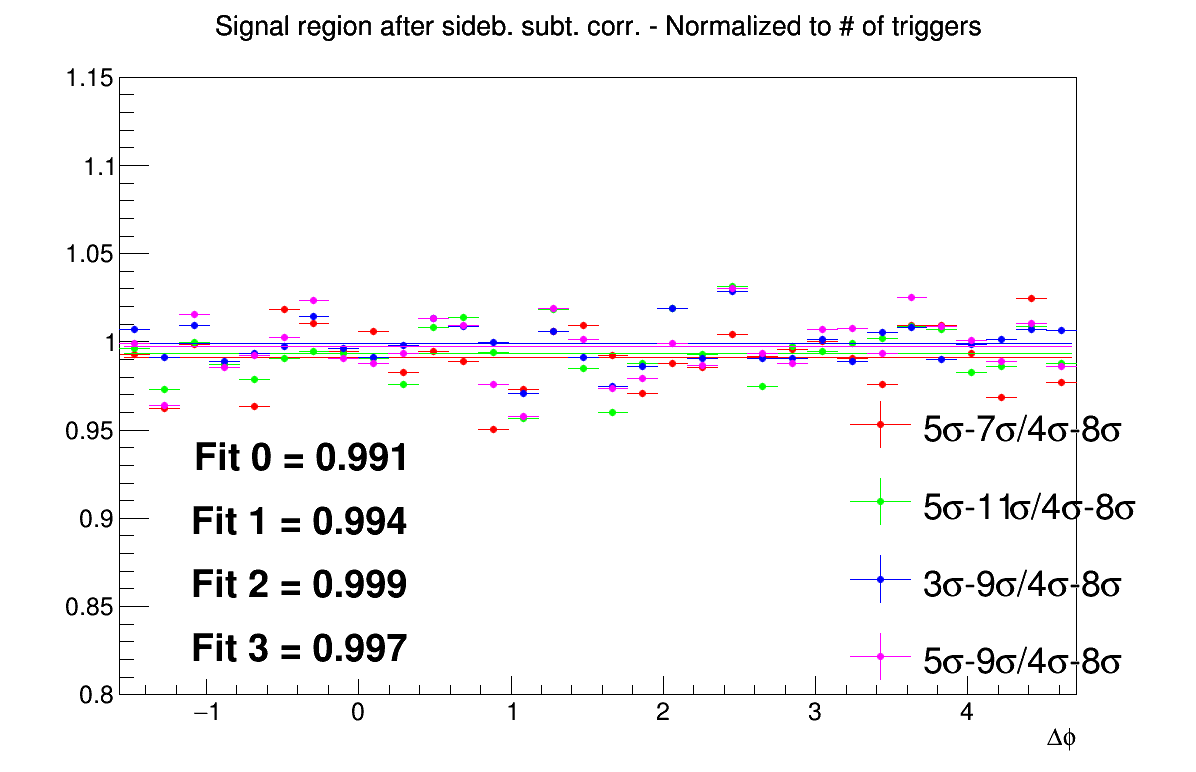 Signal region after sideb. subt. corr. - Normalized to # of triggers
1.15
1.1
1.05
1
0.95
0.9
0.85
0.8
Fit 0 = 0.991
Fit 1 = 0.994
Fit 2 = 0.999
Fit 3 = 0.997
5σ-7σ/4σ-8σ
5σ-11σ/4σ-8σ
3σ-9σ/4σ-8σ
5σ-9σ/4σ-8σ
−1 0 1 2 3 4
Δϕ